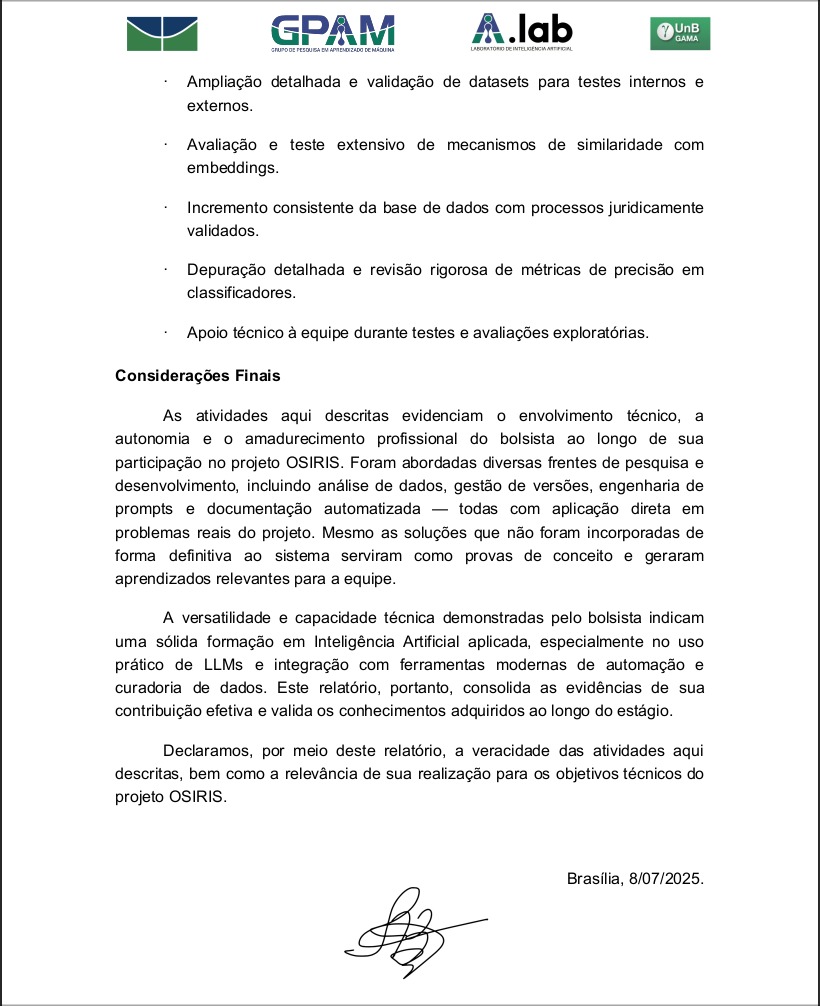 GPAM
GRUPO DE PESQUISA EM APRENDIZADO DE MÁQUINA
A.lab
LABORATÓRIO DE INTELIGÊNCIA ARTIFICIAL
UnB
GAMA
· Ampliação detalhada e validação de datasets para testes internos e
externos.
· Avaliação e teste extensivo de mecanismos de similaridade com
embeddings.
· Incremento consistente da base de dados com processos juridicamente
validados.
· Depuração detalhada e revisão rigorosa de métricas de precisão em
classificadores.
· Apoio técnico à equipe durante testes e avaliações exploratórias.
Considerações Finais
As atividades aqui descritas evidenciam o envolvimento técnico, a
autonomia e o amadurecimento profissional do bolsista ao longo de sua
participação no projeto OSIRIS. Foram abordadas diversas frentes de pesquisa e
desenvolvimento, incluindo análise de dados, gestão de versões, engenharia de
prompts e documentação automatizada — todas com aplicação direta em
problemas reais do projeto. Mesmo as soluções que não foram incorporadas de
forma definitiva ao sistema serviram como provas de conceito e geraram
aprendizados relevantes para a equipe.
A versatilidade e capacidade técnica demonstradas pelo bolsista indicam
uma sólida formação em Inteligência Artificial aplicada, especialmente no uso
prático de LLMs e integração com ferramentas modernas de automação e
curadoria de dados. Este relatório, portanto, consolida as evidências de sua
contribuição efetiva e valida os conhecimentos adquiridos ao longo do estágio.
Declaramos, por meio deste relatório, a veracidade das atividades aqui
descritas, bem como a relevância de sua realização para os objetivos técnicos do
projeto OSIRIS.
Brasília, 8/07/2025.